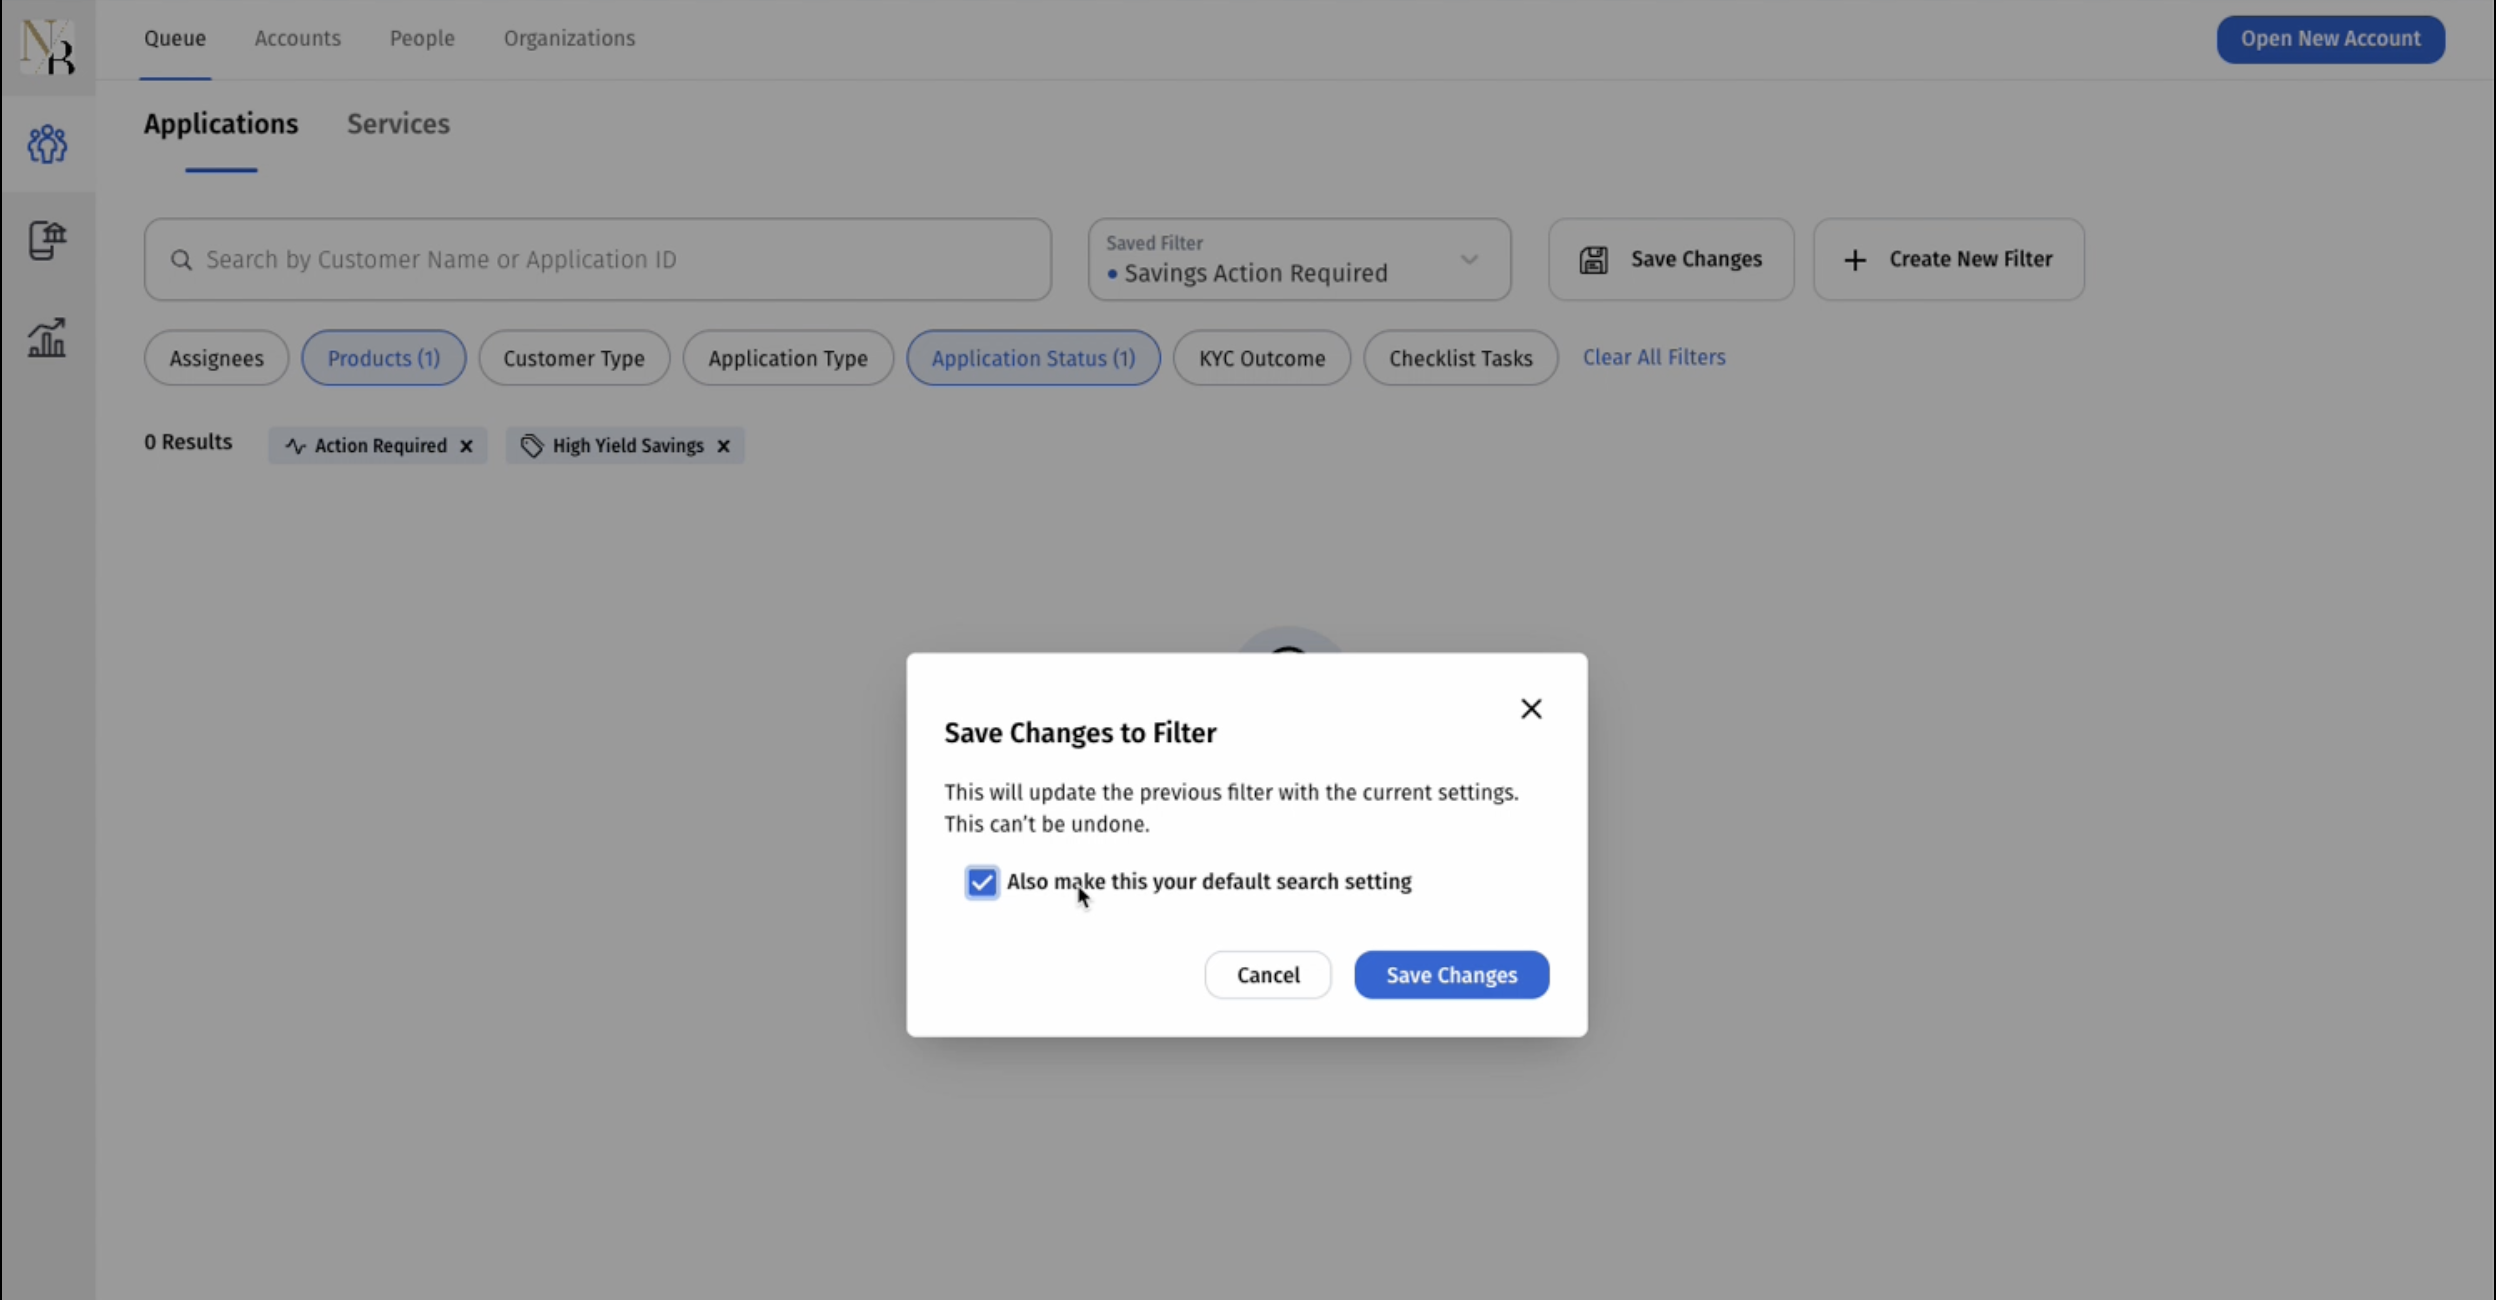 NR
Queue Accounts People Organizations Open New Account
Applications Services
Search by Customer Name or Application ID
Saved Filter
• Savings Action Required
Save Changes
+ Create New Filter
Assignees Products (1) Customer Type Application Type Application Status (1) KYC Outcome Checklist Tasks Clear All Filters
0 Results Action Required × High Yield Savings ×
Save Changes to Filter
This will update the previous filter with the current settings.
This can’t be undone.
Also make this your default search setting
Cancel Save Changes